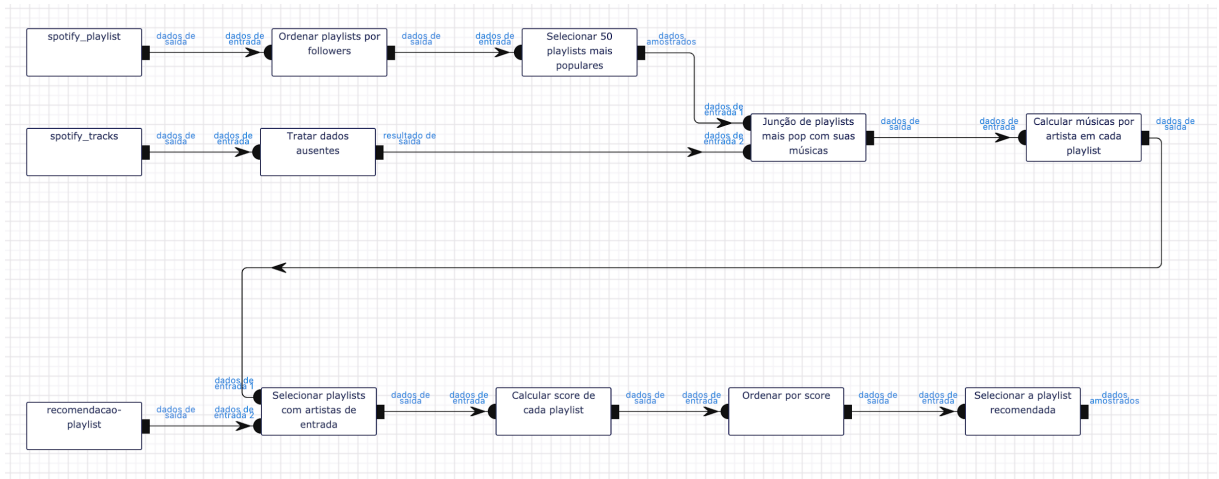 spotify_playlist
dados de
saída
dados de
entrada
Ordenar playlists por
followers
dados de
saída
dados de
entrada
Selecionar 50
playlists mais
populares
dados
amostrados
spotify_tracks
dados de
saída
dados de
entrada
Tratar dados
ausentes
resultado de
saída
dados de
entrada 1
dados de
entrada 2
Junção de playlists
mais pop com suas
músicas
dados de
saída
dados de
entrada
Calcular músicas por
artista em cada
playlist
dados de
saída
recomendacao-
playlist
dados de
saída
dados de
entrada 1
dados de
entrada 2
Selecionar playlists
com artistas de
entrada
dados de
saída
dados de
entrada
Calcular score de
cada playlist
dados de
saída
dados de
entrada
Ordenar por score
dados de
saída
dados de
entrada
Selecionar a playlist
recomendada
dados
amostrados